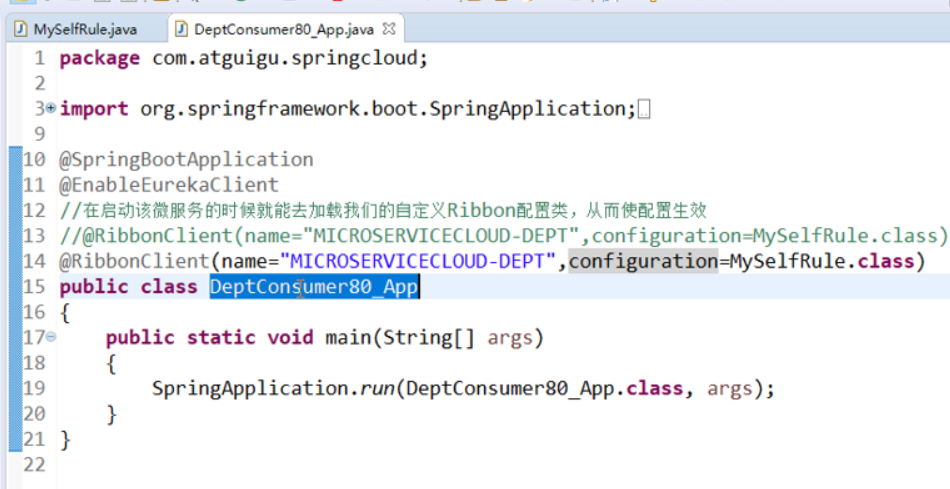 MySelfRule.java DeptConsumer80_App.java
1 package com.atguigu.springcloud;
2
3 import org.springframework.boot.SpringApplication;
9
10 @SpringBootApplication
11 @EnableEurekaClient
12 //在启动该微服务的时候就能去加载我们的自定义Ribbon配置类，从而使配置生效
13 //@RibbonClient(name="MICROSERVICECLOUD-DEPT",configuration=MySelfRule.class)
14 @RibbonClient(name="MICROSERVICECLOUD-DEPT",configuration=MySelfRule.class)
15 public class DeptConsumer80_App
16 {
17 public static void main(String[] args)
18 {
19 SpringApplication.run(DeptConsumer80_App.class, args);
20 }
21 }
22